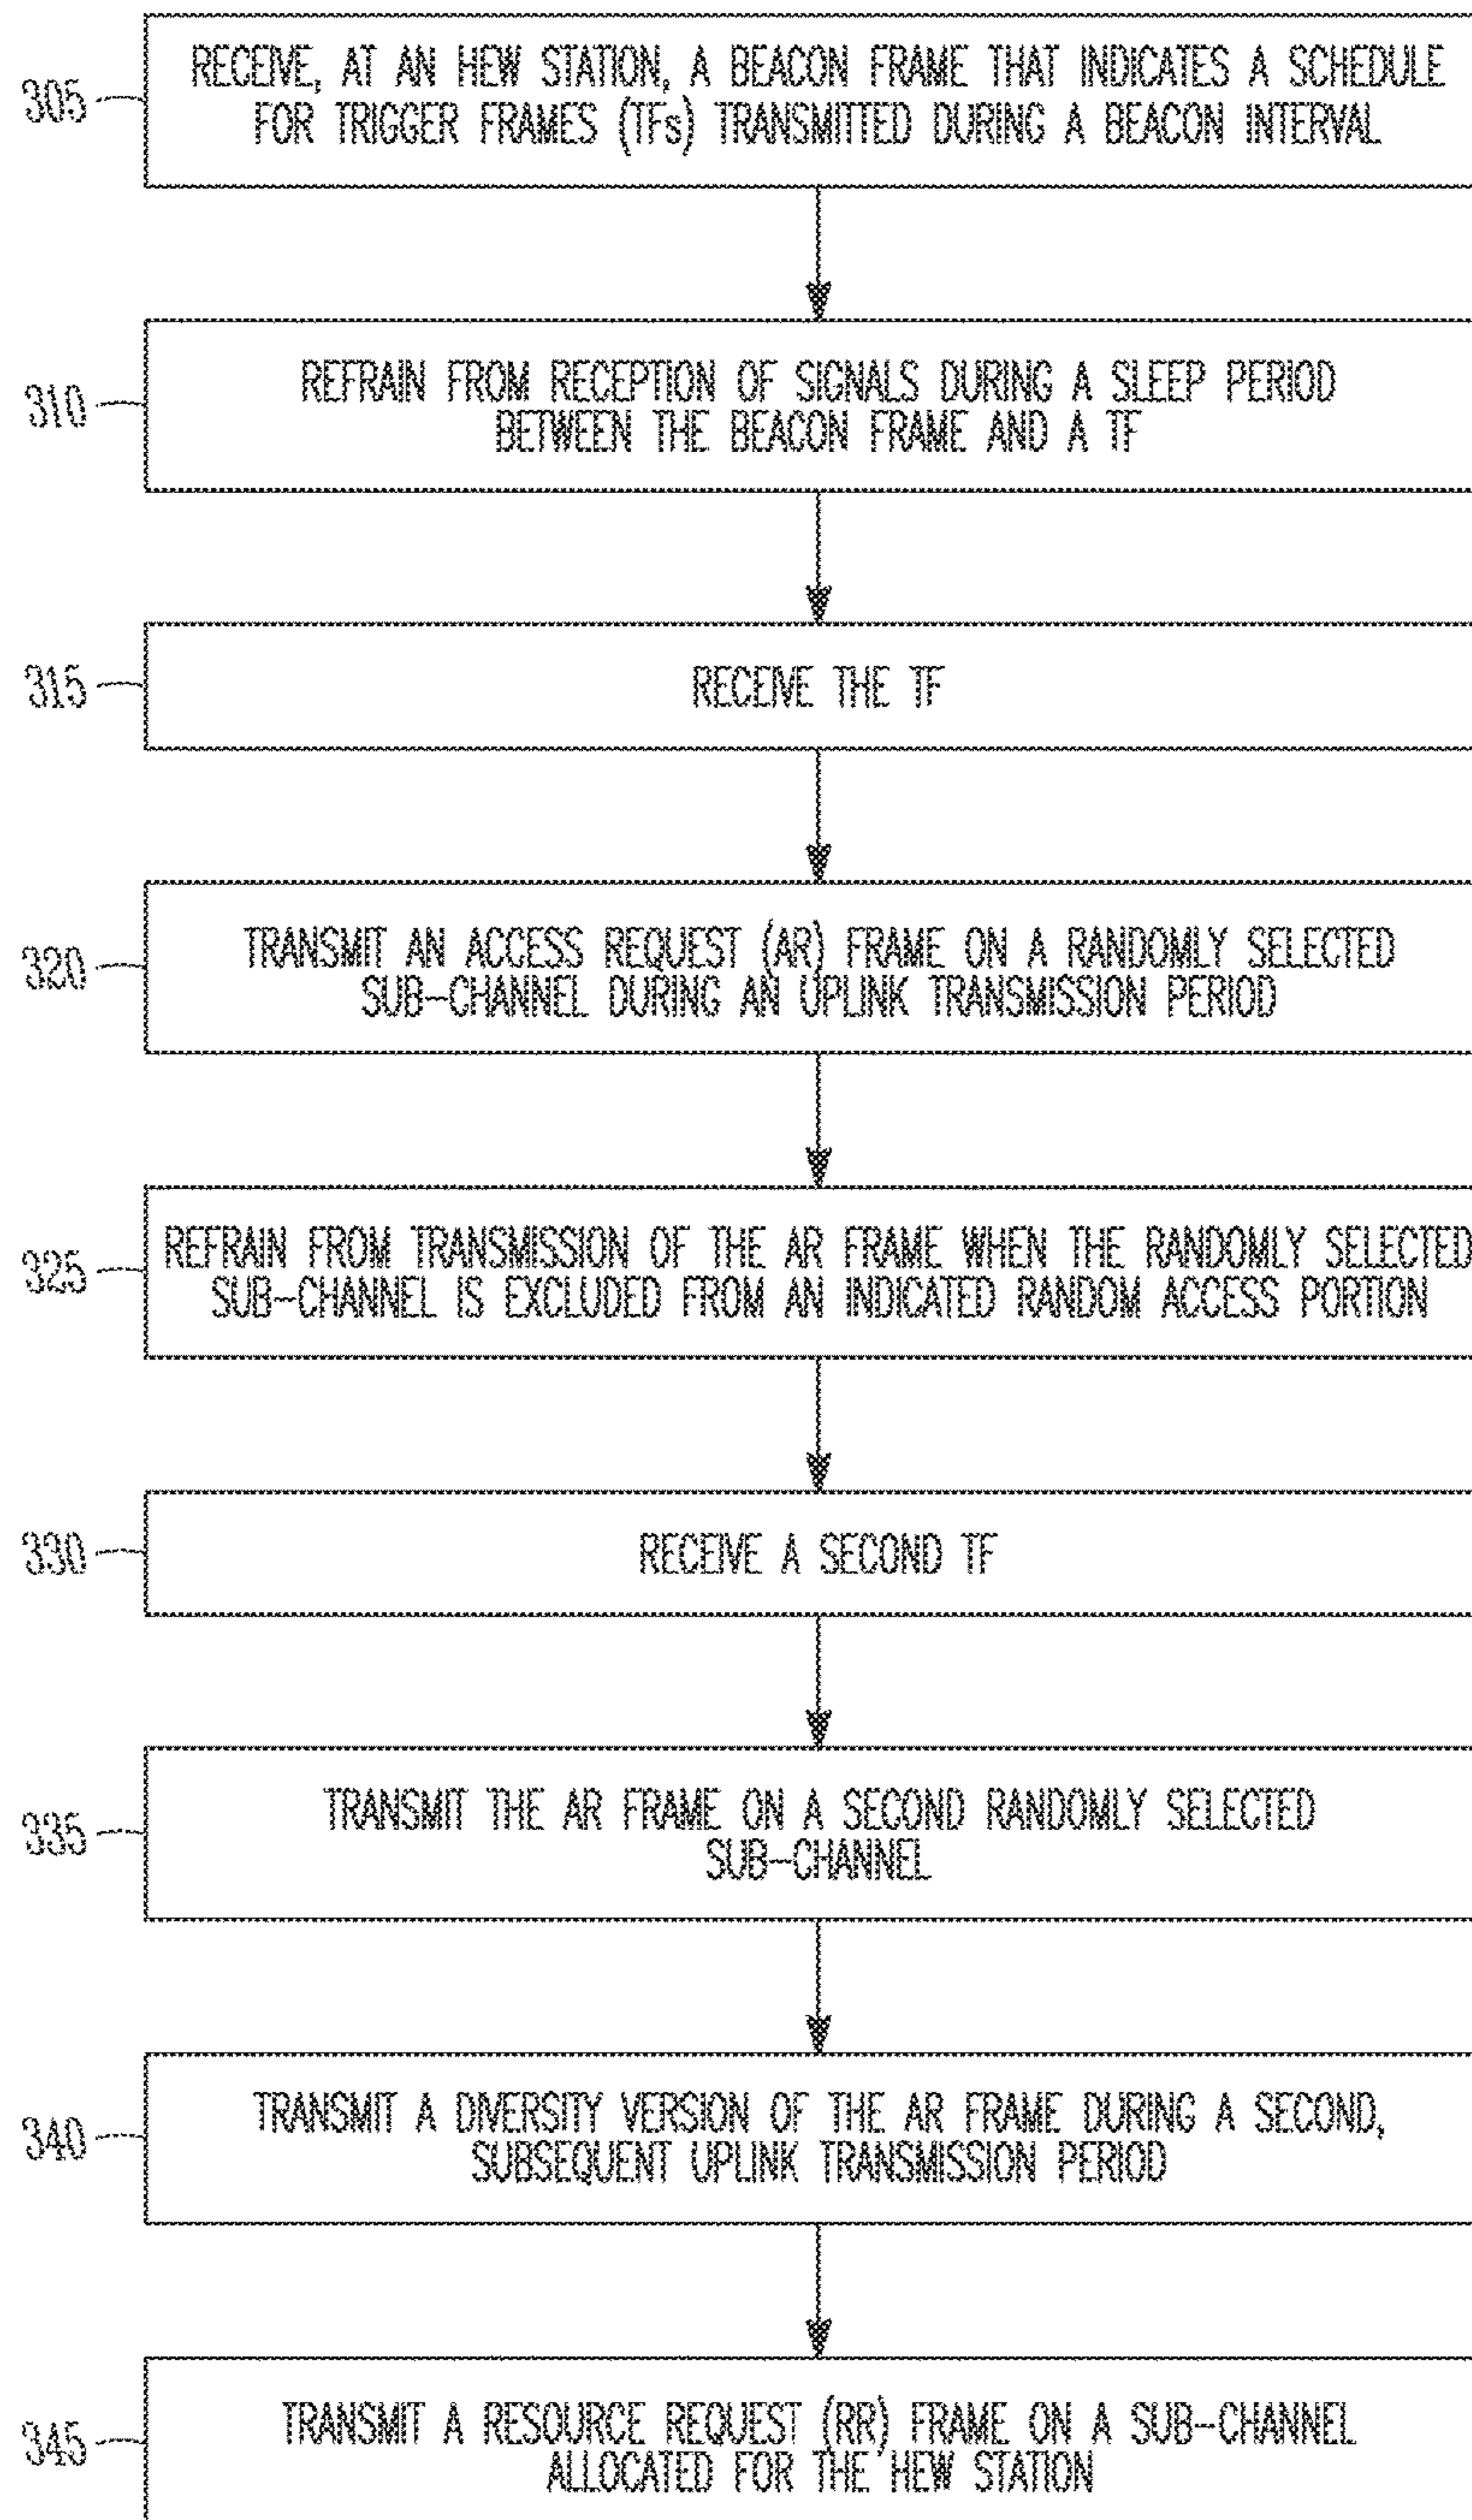 305
RECEIVE, AT AN HEW STATION, A BEACON FRAME THAT INDICATES A SCHEDULE
FOR TRIGGER FRAMES (TFs) TRANSMITTED DURING A BEACON INTERVAL
310
REFRAIN FROM RECEPTION OF SIGNALS DURING A SLEEP PERIOD
BETWEEN THE BEACON FRAME AND A TF
315
RECEIVE THE TF
320
TRANSMIT AN ACCESS REQUEST (AR) FRAME ON A RANDOMLY SELECTED
SUB-CHANNEL DURING AN UPLINK TRANSMISSION PERIOD
325
REFRAIN FROM TRANSMISSION OF THE AR FRAME WHEN THE RANDOMLY SELECTED
SUB-CHANNEL IS EXCLUDED FROM AN INDICATED RANDOM ACCESS PORTION
330
RECEIVE A SECOND TF
335
TRANSMIT THE AR FRAME ON A SECOND RANDOMLY SELECTED
SUB-CHANNEL
340
TRANSMIT A DIVERSITY VERSION OF THE AR FRAME DURING A SECOND,
SUBSEQUENT UPLINK TRANSMISSION PERIOD
345
TRANSMIT A RESOURCE REQUEST (RR) FRAME ON A SUB-CHANNEL
ALLOCATED FOR THE HEW STATION